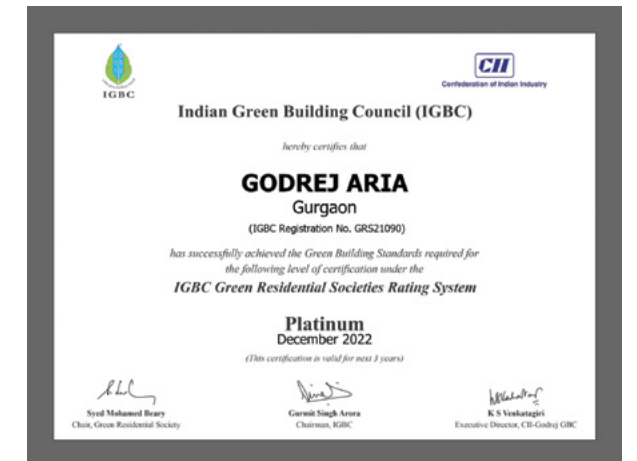 IGBC
CII
Confederation of Indian Industry
Indian Green Building Council (IGBC)
hereby certifies that
GODREJ ARIA
Gurgaon
(IGBC Registration No. GRS21090)
has successfully achieved the Green Building Standards required for
the following level of certification under the
IGBC Green Residential Societies Rating System
Platinum
December 2022
(This certification is valid for next 3 years)
Syed Mohamed Beary
Chair, Green Residential Society
Gurmit Singh Arora
Chairman, IGBC
K S Venkatagiri
Executive Director, CII-Godrej GBC